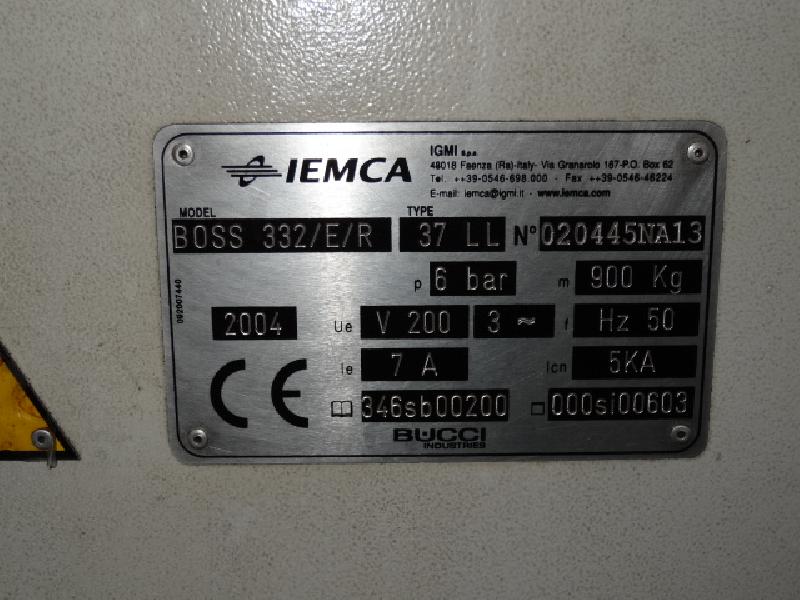 IEMCA
IGMI s.p.a.
48018 Faenza (Ra)-Italy- Via Granarolo 167-P.O. Box 62
Tel. ++39-0546-698.000 - Fax ++39-0546-46224
E-mail: iemca@igmi.it - www.iemca.com
MODEL TYPE
BOSS 332/E/R 37 LL N° 020445NA13
p 6 bar m 900 Kg
2004 Ue V 200 3 ~ f Hz 50
Ie 7 A Icn 5KA
CE 346sb00200 000si00603
BUCCI
INDUSTRIES
092007440